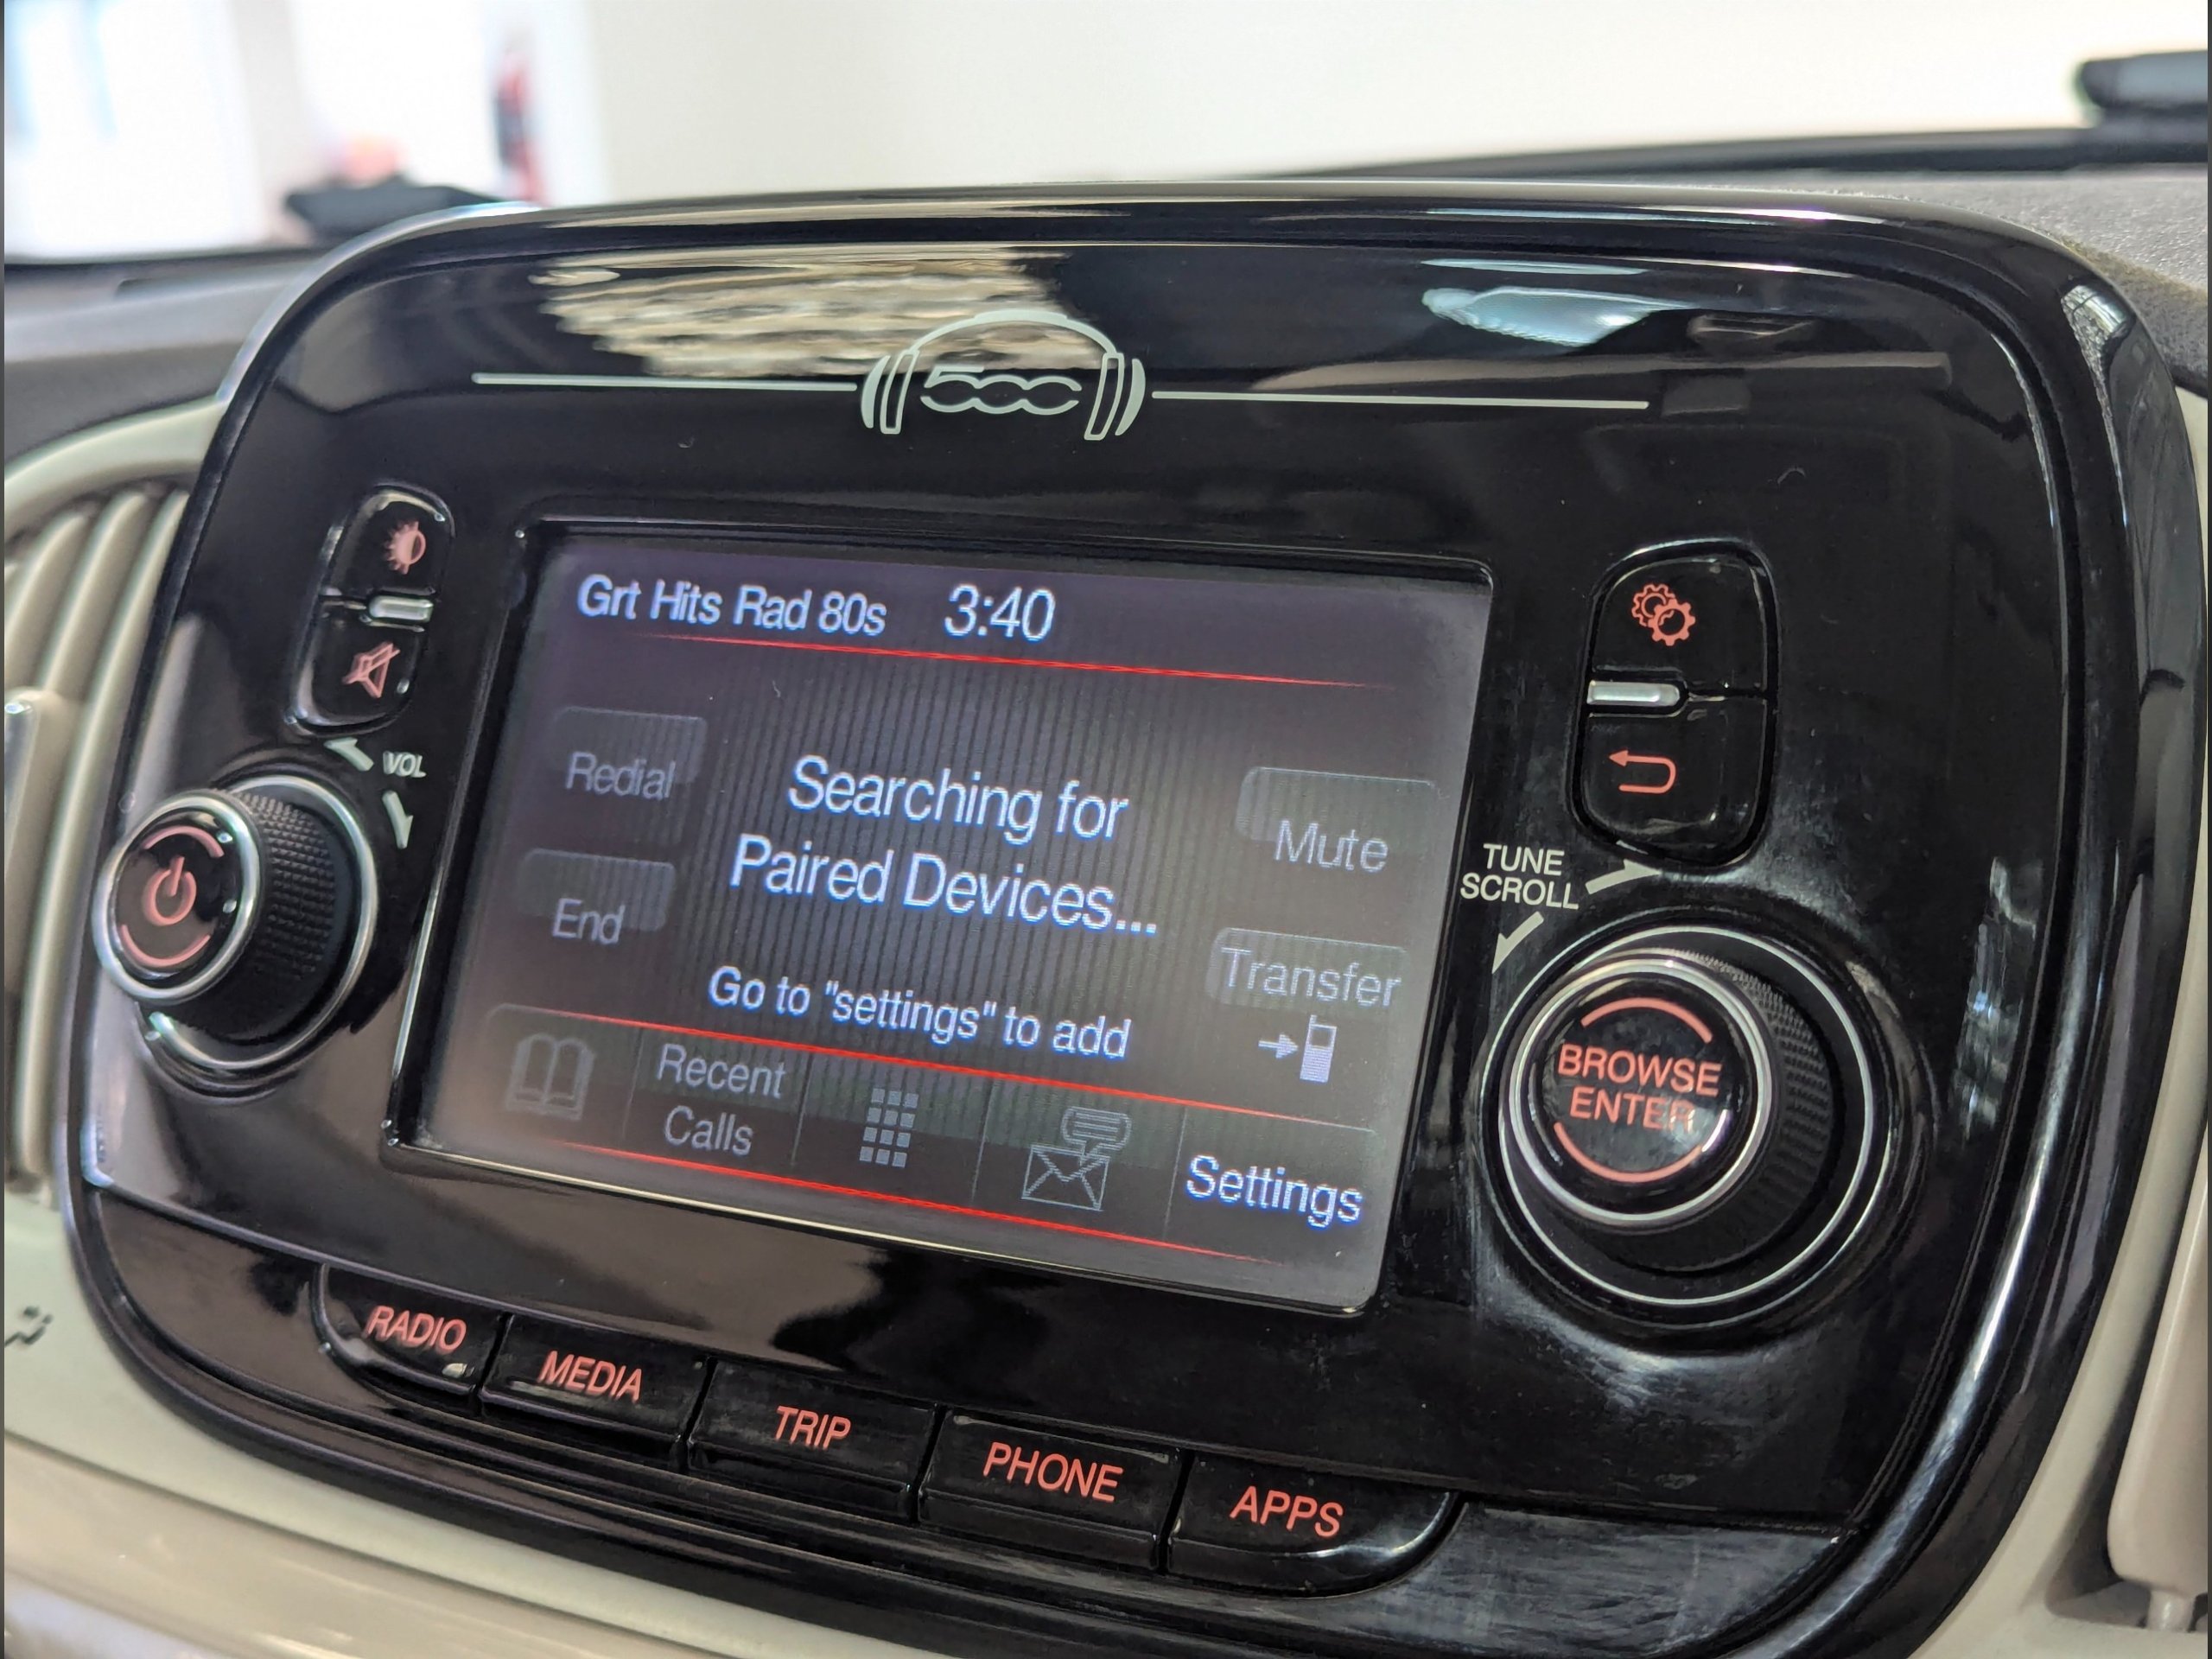 500
Grt Hits Rad 80s 3:40
VOL
Redial
Searching for
Paired Devices...
Mute
End
Go to "settings" to add
Transfer
Recent
Calls
Settings
TUNE
SCROLL
BROWSE
ENTER
RADIO
MEDIA
TRIP
PHONE
APPS